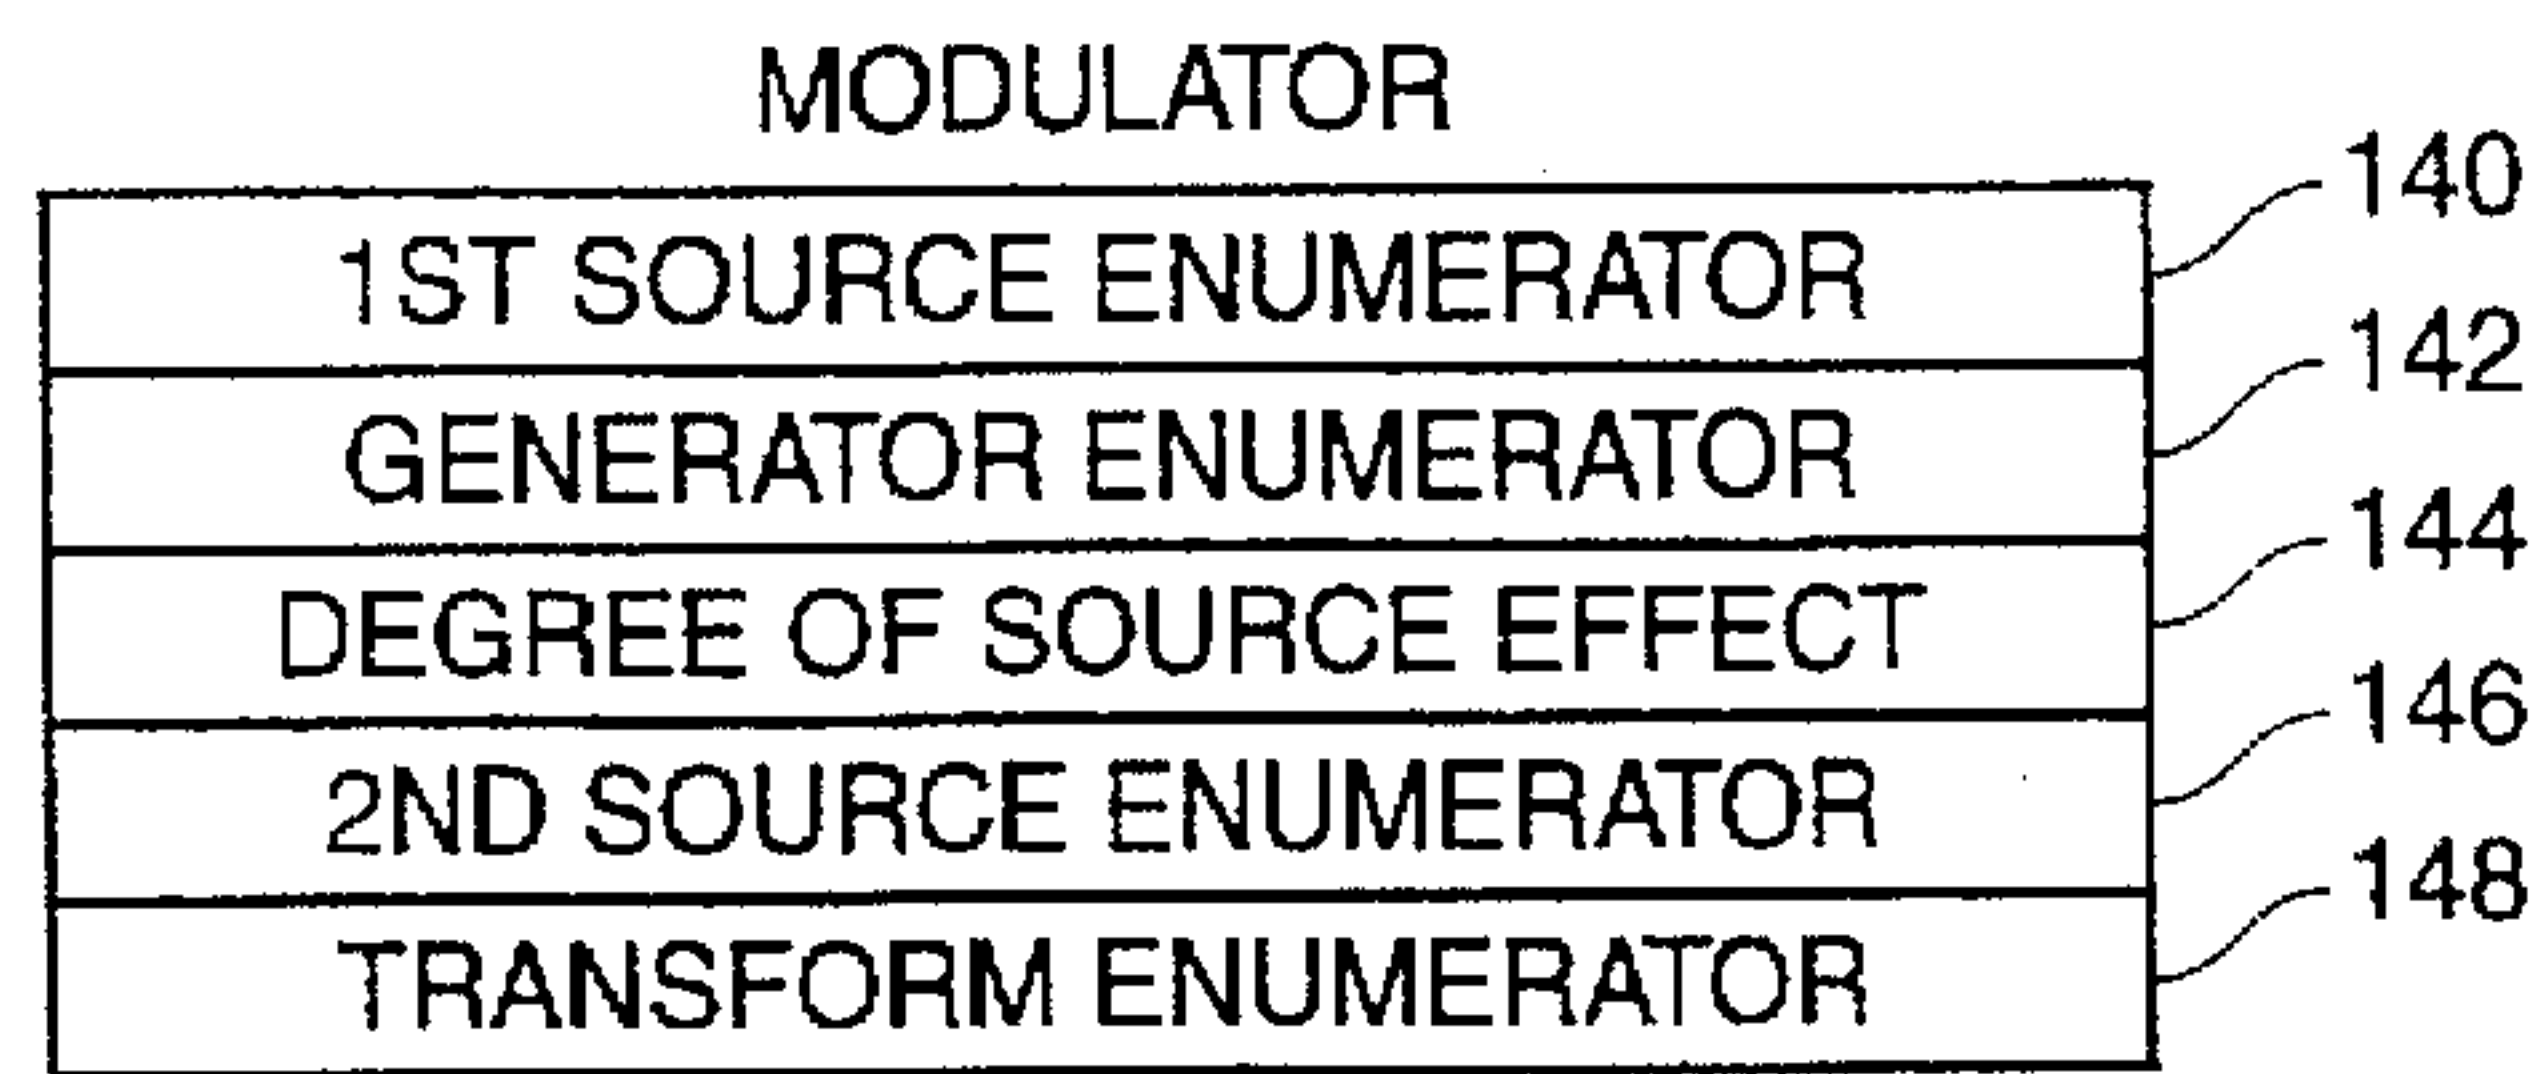 MODULATOR
1ST SOURCE ENUMERATOR 140
GENERATOR ENUMERATOR 142
DEGREE OF SOURCE EFFECT 144
2ND SOURCE ENUMERATOR 146
TRANSFORM ENUMERATOR 148